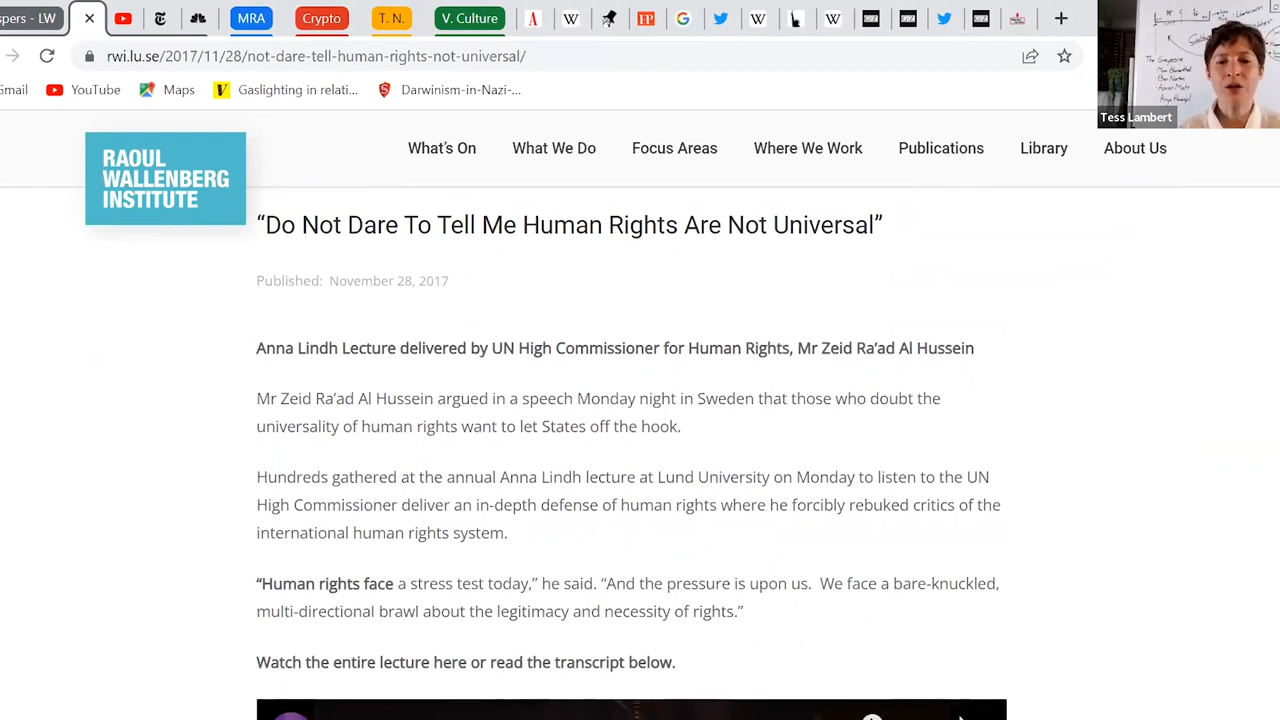 spers - LW
MRA
Crypto
T. N.
V. Culture
A
W
FP
G
W
W
rwi.lu.se/2017/11/28/not-dare-tell-human-rights-not-universal/
Gmail
YouTube
Maps
Gaslighting in relati...
Darwinism-in-Nazi-...
Tess Lambert
RAOUL
WALLENBERG
INSTITUTE
What's On
What We Do
Focus Areas
Where We Work
Publications
Library
About Us
“Do Not Dare To Tell Me Human Rights Are Not Universal”
Published: November 28, 2017
Anna Lindh Lecture delivered by UN High Commissioner for Human Rights, Mr Zeid Ra’ad Al Hussein
Mr Zeid Ra’ad Al Hussein argued in a speech Monday night in Sweden that those who doubt the
universality of human rights want to let States off the hook.
Hundreds gathered at the annual Anna Lindh lecture at Lund University on Monday to listen to the UN
High Commissioner deliver an in-depth defense of human rights where he forcibly rebuked critics of the
international human rights system.
“Human rights face a stress test today,” he said. “And the pressure is upon us. We face a bare-knuckled,
multi-directional brawl about the legitimacy and necessity of rights.”
Watch the entire lecture here or read the transcript below.